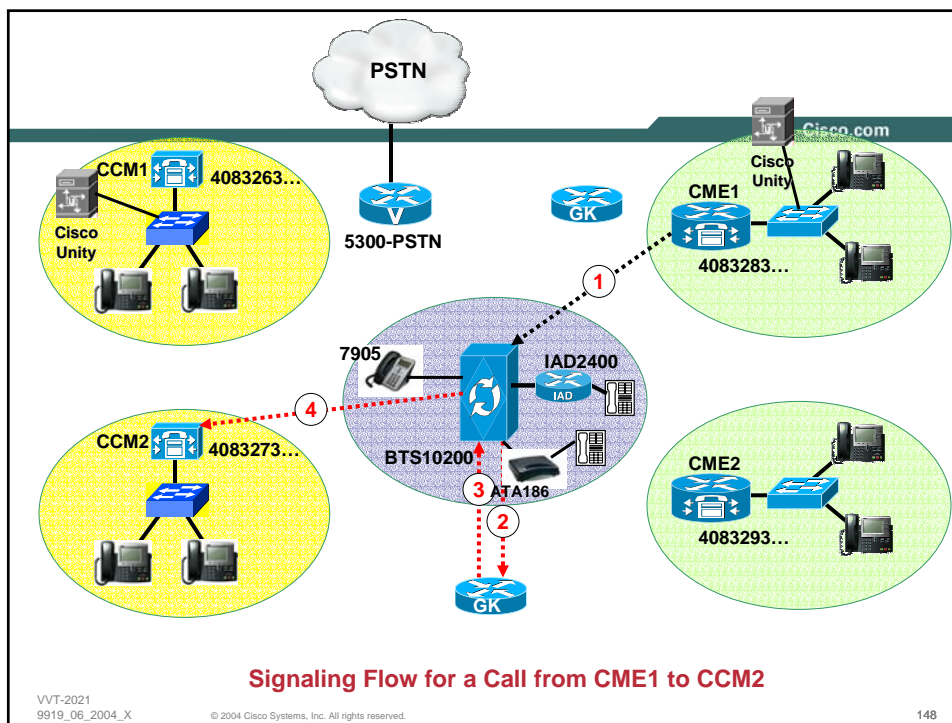 PSTN
Cisco.com
CCM1
4083263...
Cisco
Unity
V
5300-PSTN
GK
Cisco
Unity
CME1
4083283...
1
7905
IAD2400
IAD
4
CCM2
4083273...
BTS10200
ATA186
3
2
CME2
4083293...
GK
Signaling Flow for a Call from CME1 to CCM2
VVT-2021
9919_06_2004_X
© 2004 Cisco Systems, Inc. All rights reserved.
148